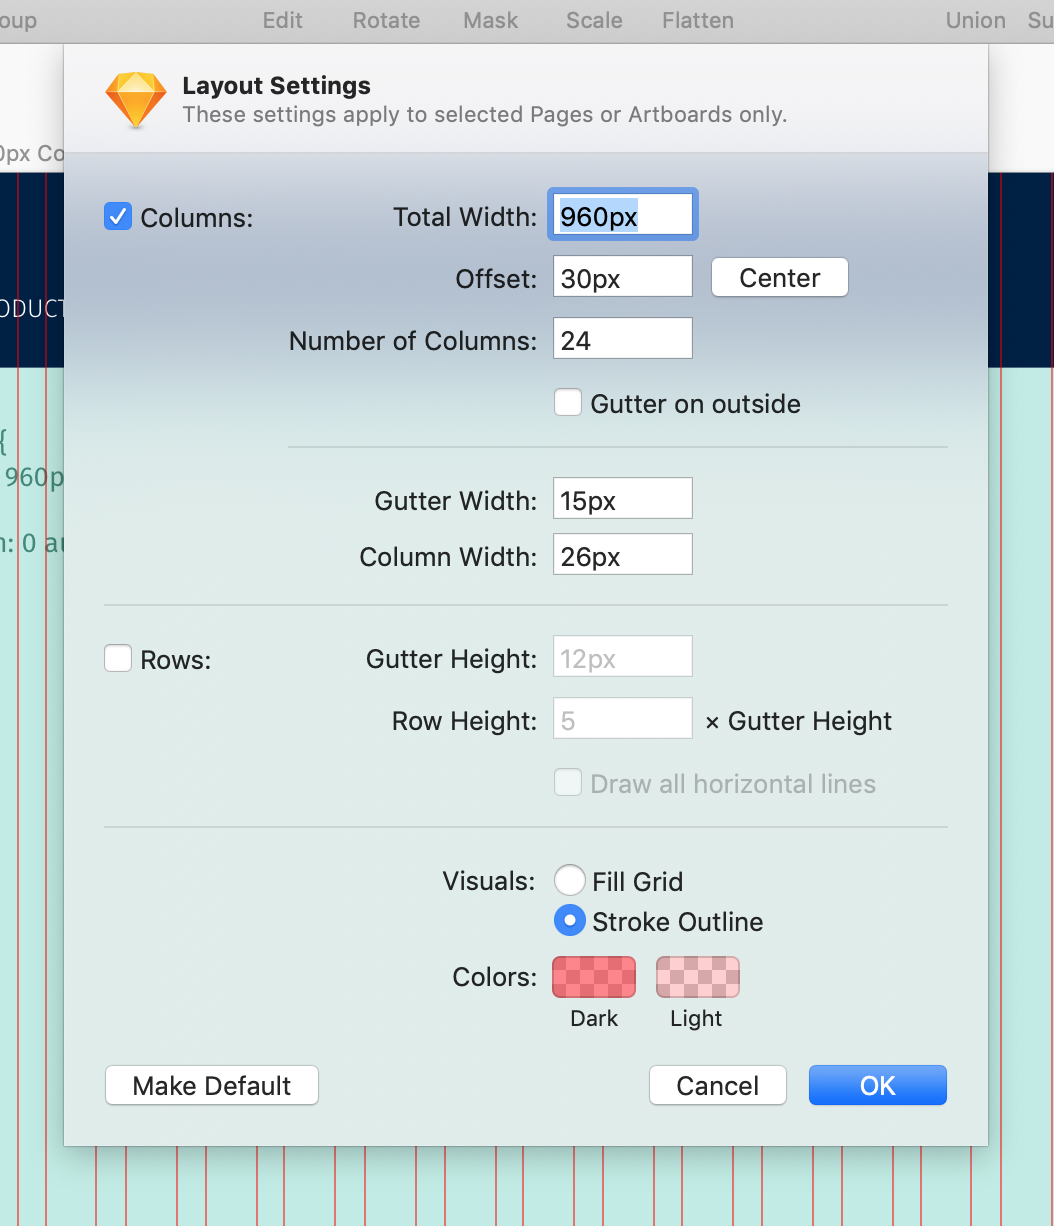 oup Edit Rotate Mask Scale Flatten Union Su
Layout Settings
These settings apply to selected Pages or Artboards only.
0px Co
Columns: Total Width: 960px
Offset: 30px Center
ODUCT
Number of Columns: 24
Gutter on outside
{
960p
Gutter Width: 15px
n: 0 au
Column Width: 26px
Rows: Gutter Height: 12px
Row Height: 5 × Gutter Height
Draw all horizontal lines
Visuals: Fill Grid
Stroke Outline
Colors:
Dark Light
Make Default Cancel OK